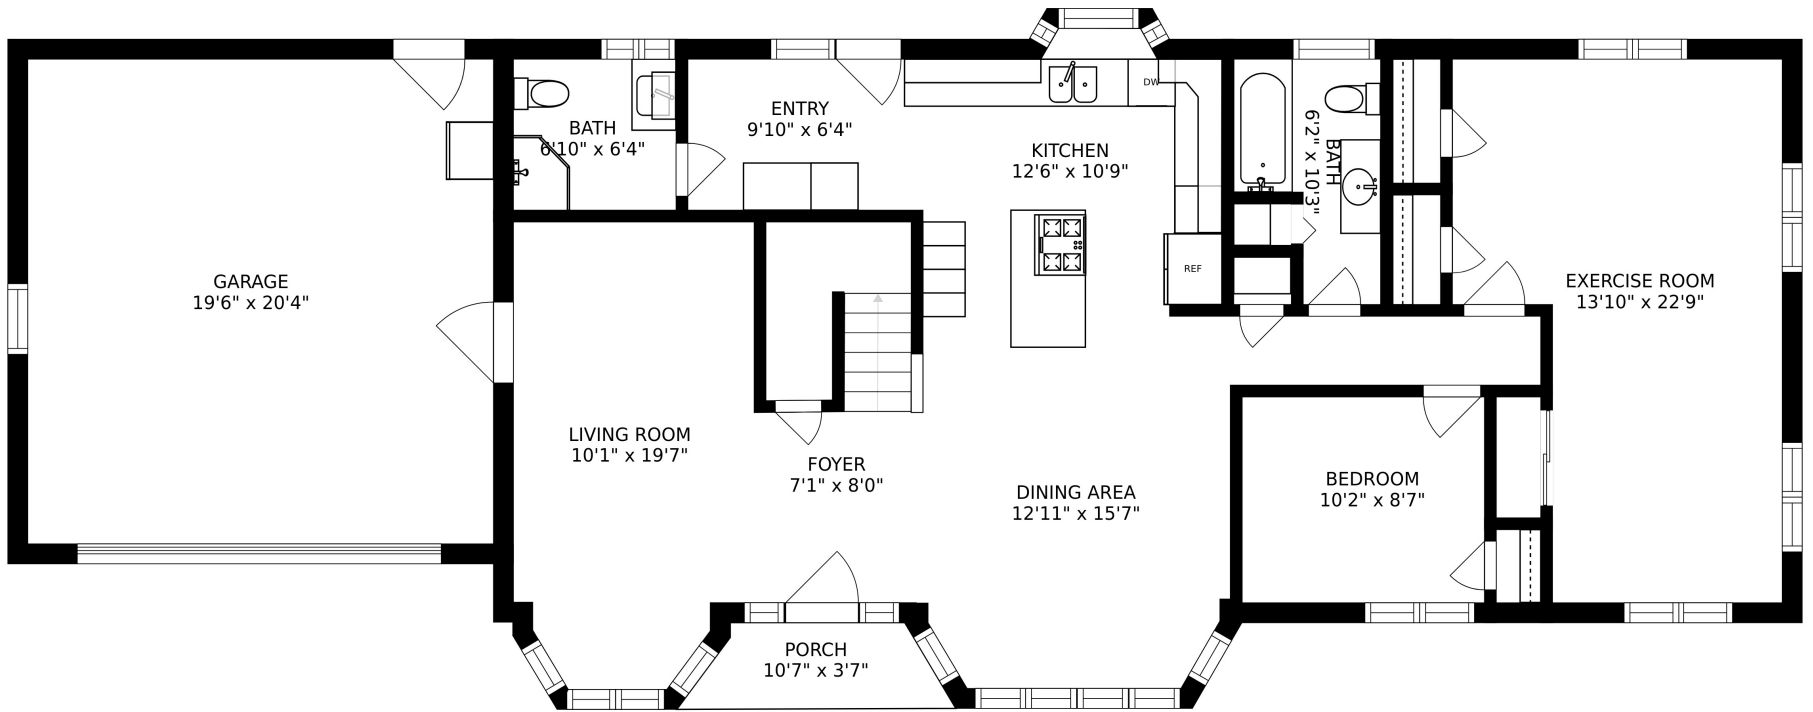 GARAGE
19'6" x 20'4"
BATH
6'10" x 6'4"
ENTRY
9'10" x 6'4"
KITCHEN
12'6" x 10'9"
DW
REF
BATH
6'2" x 10'3"
EXERCISE ROOM
13'10" x 22'9"
LIVING ROOM
10'1" x 19'7"
FOYER
7'1" x 8'0"
DINING AREA
12'11" x 15'7"
BEDROOM
10'2" x 8'7"
PORCH
10'7" x 3'7"